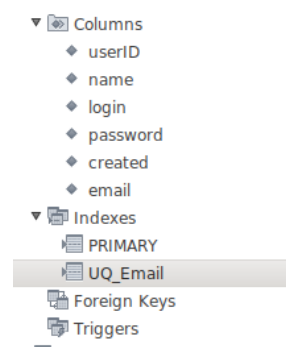 Columns
userID
name
login
password
created
email
Indexes
PRIMARY
UQ_Email
Foreign Keys
Triggers